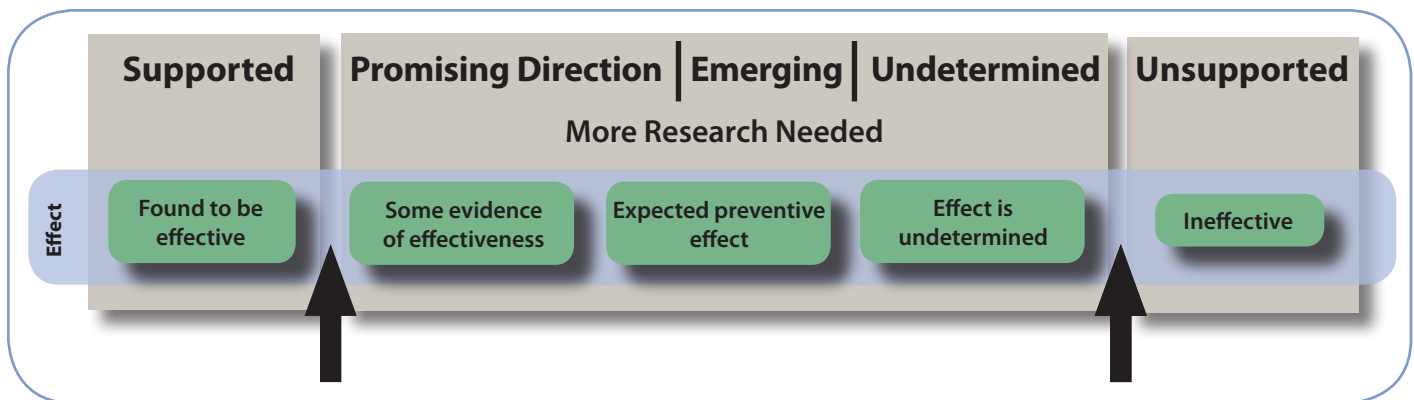 Supported
Promising Direction | Emerging | Undetermined
Unsupported
More Research Needed
Effect
Found to be
effective
Some evidence
of effectiveness
Expected preventive
effect
Effect is
undetermined
Ineffective